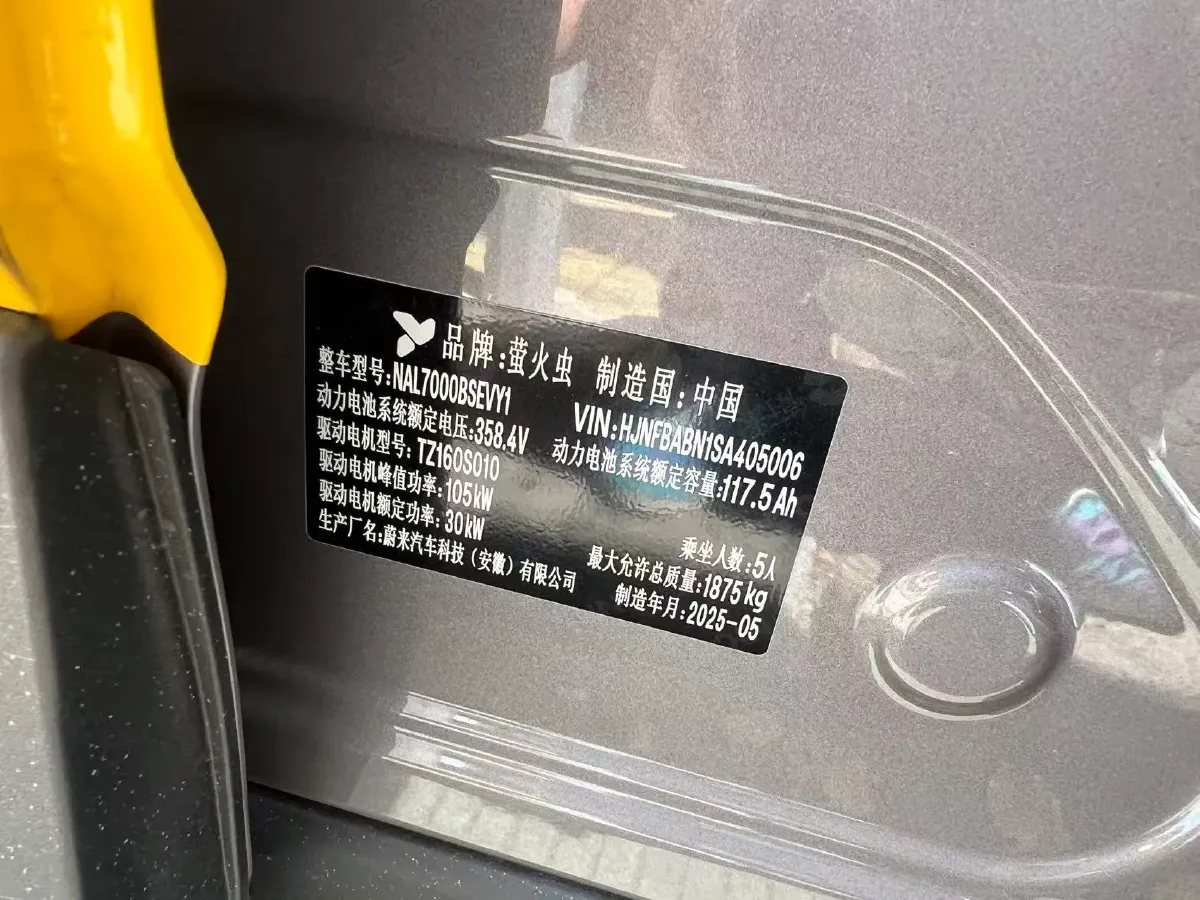 品牌:萤火虫 制造国:中国
整车型号:NAL7000BSEVY1 VIN:HJNFBABN1SA405006
动力电池系统额定电压:358.4V 动力电池系统额定容量:117.5Ah
驱动电机型号:TZ160S010
驱动电机峰值功率:105kW 乘坐人数:5人
驱动电机额定功率:30kW 最大允许总质量:1875kg
生产厂名:蔚来汽车科技(安徽)有限公司 制造年月:2025-05